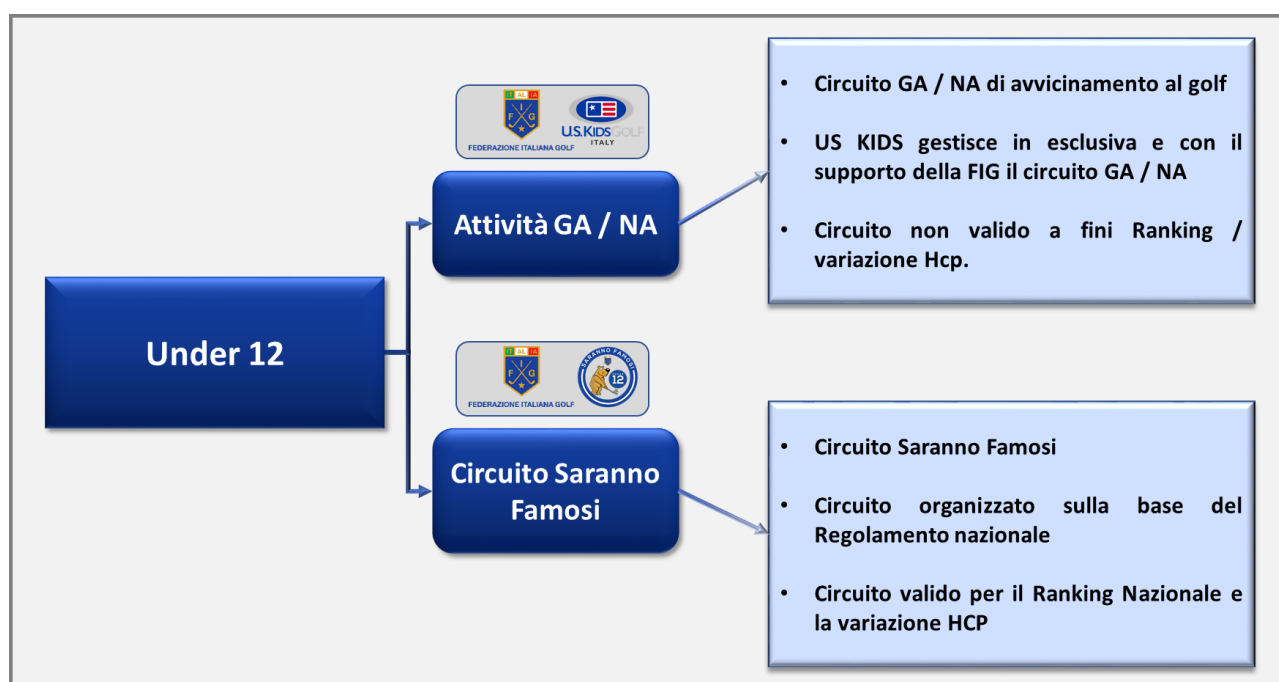 Under 12
IT AL IA
F I G
FEDERAZIONE ITALIANA GOLF
U.S.KIDSGOLF
ITALY
Attività GA / NA
• Circuito GA / NA di avvicinamento al golf
• US KIDS gestisce in esclusiva e con il
supporto della FIG il circuito GA / NA
• Circuito non valido a fini Ranking /
variazione Hcp.
IT AL IA
F I G
FEDERAZIONE ITALIANA GOLF
SARANNO FAMOSI
12
Circuito Saranno
Famosi
• Circuito Saranno Famosi
• Circuito organizzato sulla base del
Regolamento nazionale
• Circuito valido per il Ranking Nazionale e
la variazione HCP